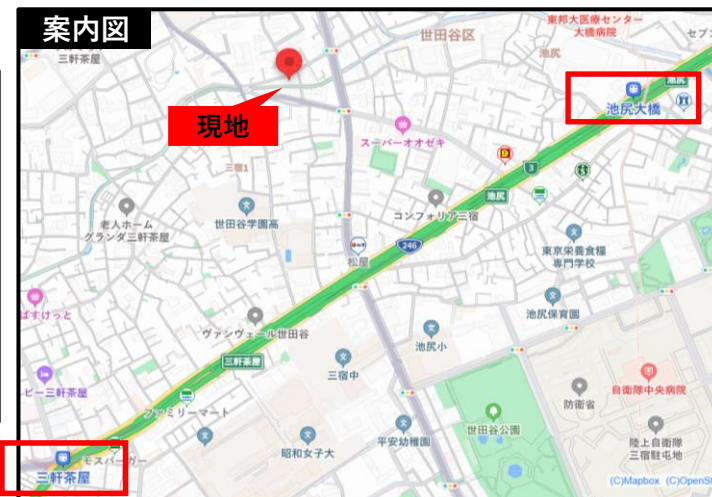 案内図
三軒茶屋
世田谷区
東邦大医療センター
大橋病院
池尻
セブ
池尻
池尻大橋
現地
スーパーオオゼキ
3
三宿1
池尻
老人ホーム
グランダ三軒茶屋
世田谷学園高
コンフォリア三宿
246
松屋
東京栄養食糧
専門学校
ばすけっと
ヴァンヴェール世田谷
池尻保育園
三軒茶屋
池尻小
三宿中
ビー三軒茶屋
自衛隊中央病院
防衛省
ファミリーマート
世田谷公園
昭和女子大
平安幼稚園
陸上自衛隊
三宿駐屯地
モスバーガー
三軒茶屋
(C)Mapbox (C)OpenSt